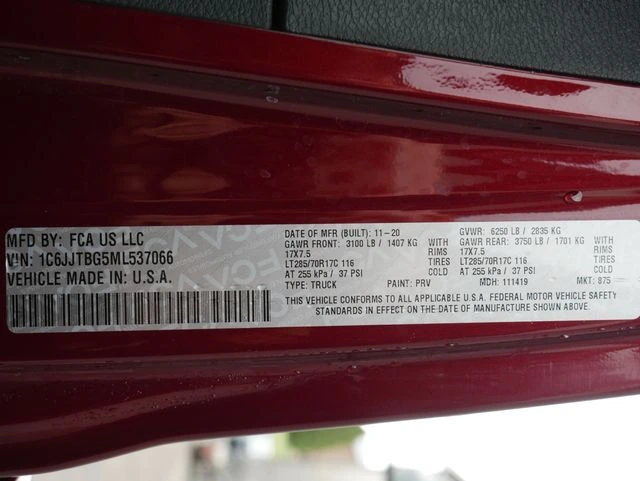 MFD BY: FCA US LLC
VIN: 1C6JJTBG5ML537066
VEHICLE MADE IN: U.S.A.
DATE OF MFR (BUILT): 11-20 GVWR: 6250 LB / 2835 KG
GAWR FRONT: 3100 LB / 1407 KG WITH GAWR REAR: 3750 LB / 1701 KG WITH
17X7.5 RIMS 17X7.5 RIMS
LT285/70R17C 116 TIRES LT285/70R17C 116 TIRES
AT 255 kPa / 37 PSI AT 255 kPa / 37 PSI
TYPE: TRUCK PAINT: PRV MDH: 111419 MKT: 875
THIS VEHICLE CONFORMS TO ALL APPLICABLE U.S.A. FEDERAL MOTOR VEHICLE SAFETY
STANDARDS IN EFFECT ON THE DATE OF MANUFACTURE SHOWN ABOVE.